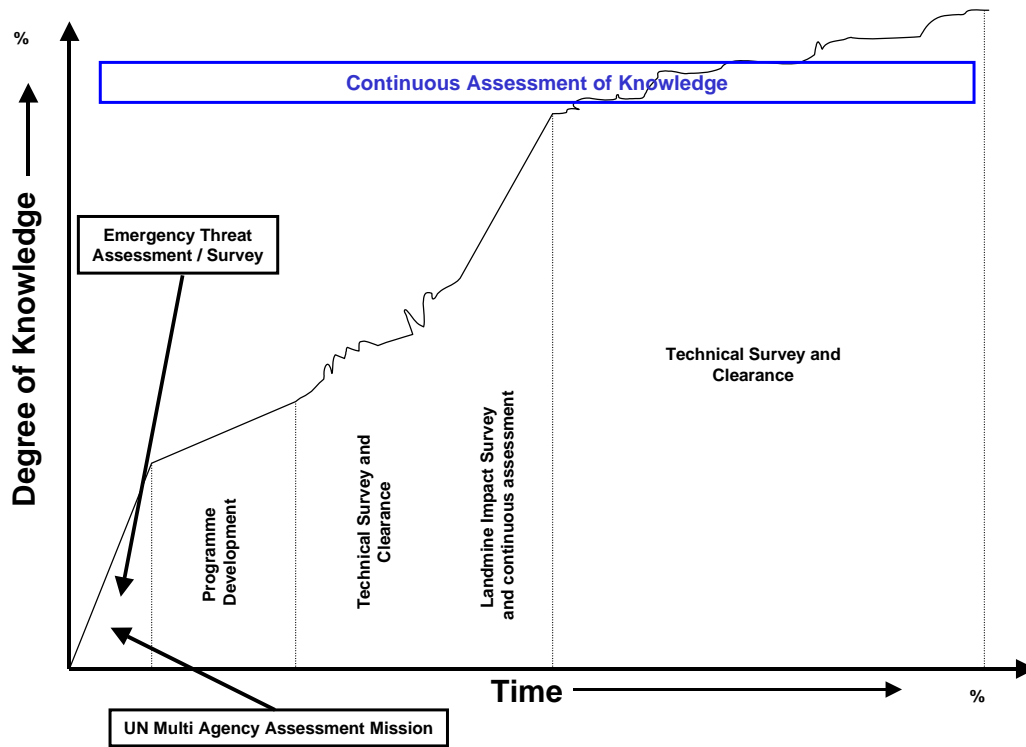 %
Continuous Assessment of Knowledge
Degree of Knowledge
Emergency Threat
Assessment / Survey
Programme
Development
Technical Survey and
Clearance
Landmine Impact Survey
and continuous assessment
Technical Survey and
Clearance
Time
%
UN Multi Agency Assessment Mission